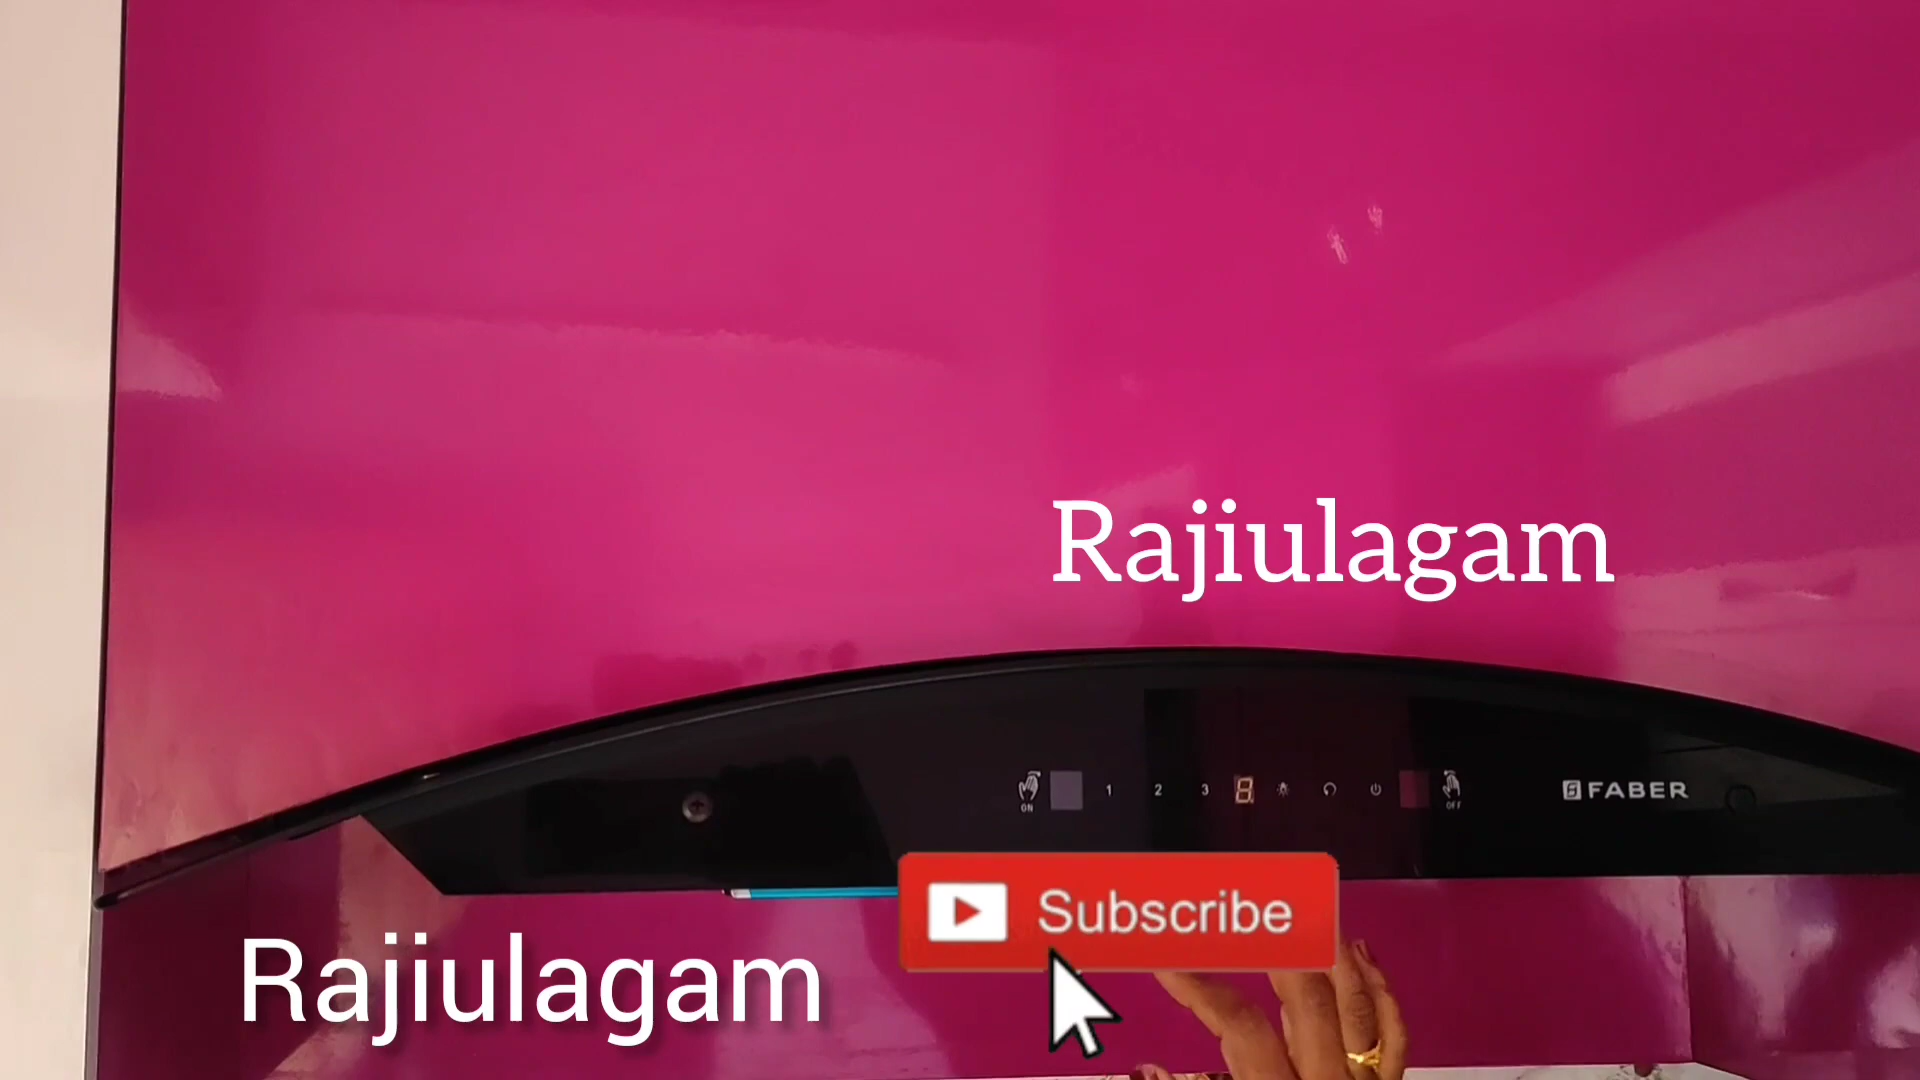 Rajiulagam
ON 1 2 3 8 OFF
FABER
Subscribe
Rajiulagam